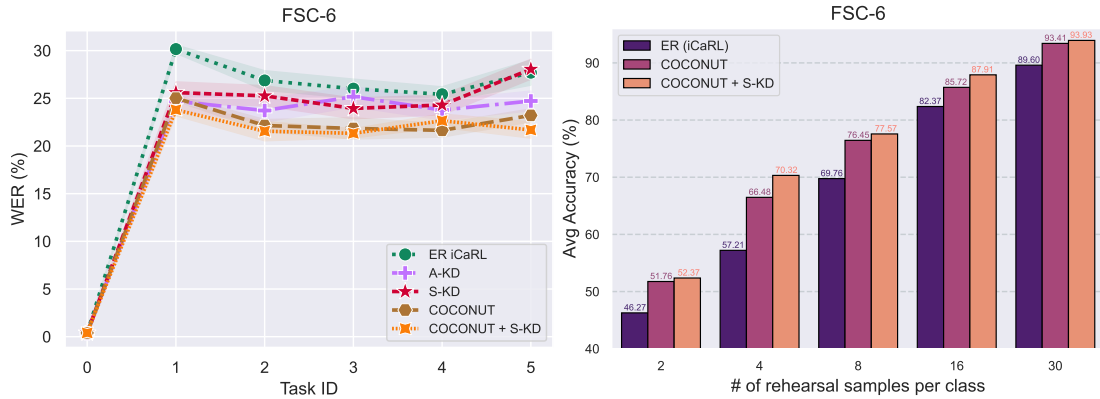 FSC-6
30
25
20
15
10
5
0
WER (%)
0 1 2 3 4 5
Task ID
ER iCaRL
A-KD
S-KD
COCONUT
COCONUT + S-KD
FSC-6
90
80
70
60
50
40
Avg Accuracy (%)
ER (iCaRL)
COCONUT
COCONUT + S-KD
46.27 51.76 52.37
57.21 66.48 70.32
69.76 76.45 77.57
82.37 85.72 87.91
89.60 93.41 93.93
2 4 8 16 30
# of rehearsal samples per class